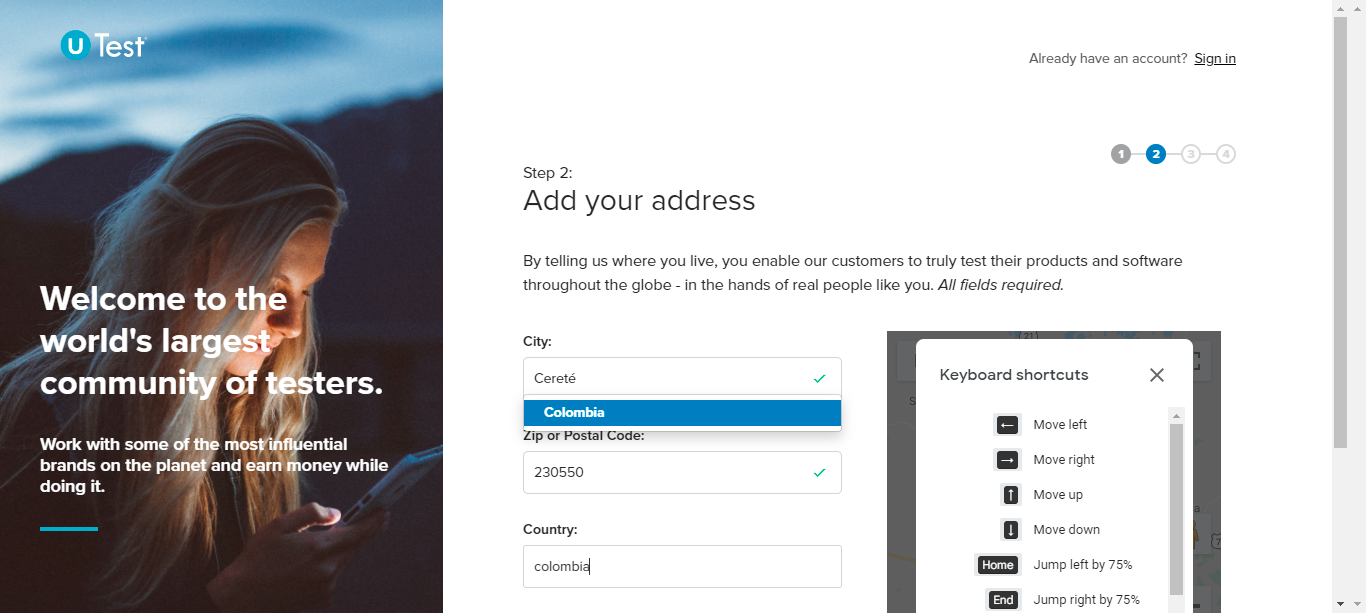 U Test
Already have an account? Sign in
1 2 3 4
Step 2:
Add your address
By telling us where you live, you enable our customers to truly test their products and software
throughout the globe - in the hands of real people like you. All fields required.
Welcome to the
world's largest
community of testers.
Work with some of the most influential
brands on the planet and earn money while
doing it.
City:
Cereté
Colombia
Zip or Postal Code:
230550
Country:
colombia
21
Keyboard shortcuts
← Move left
→ Move right
↑ Move up
↓ Move down
Home Jump left by 75%
End Jump right by 75%